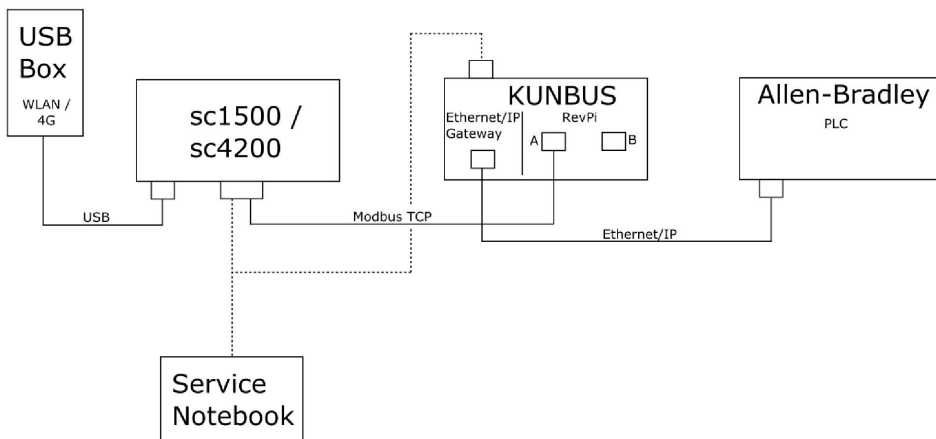 USB
Box
WLAN /
4G
sc1500 /
sc4200
KUNBUS
Ethernet/IP
Gateway
RevPi
A
B
Allen-Bradley
PLC
USB
Modbus TCP
Ethernet/IP
Service
Notebook